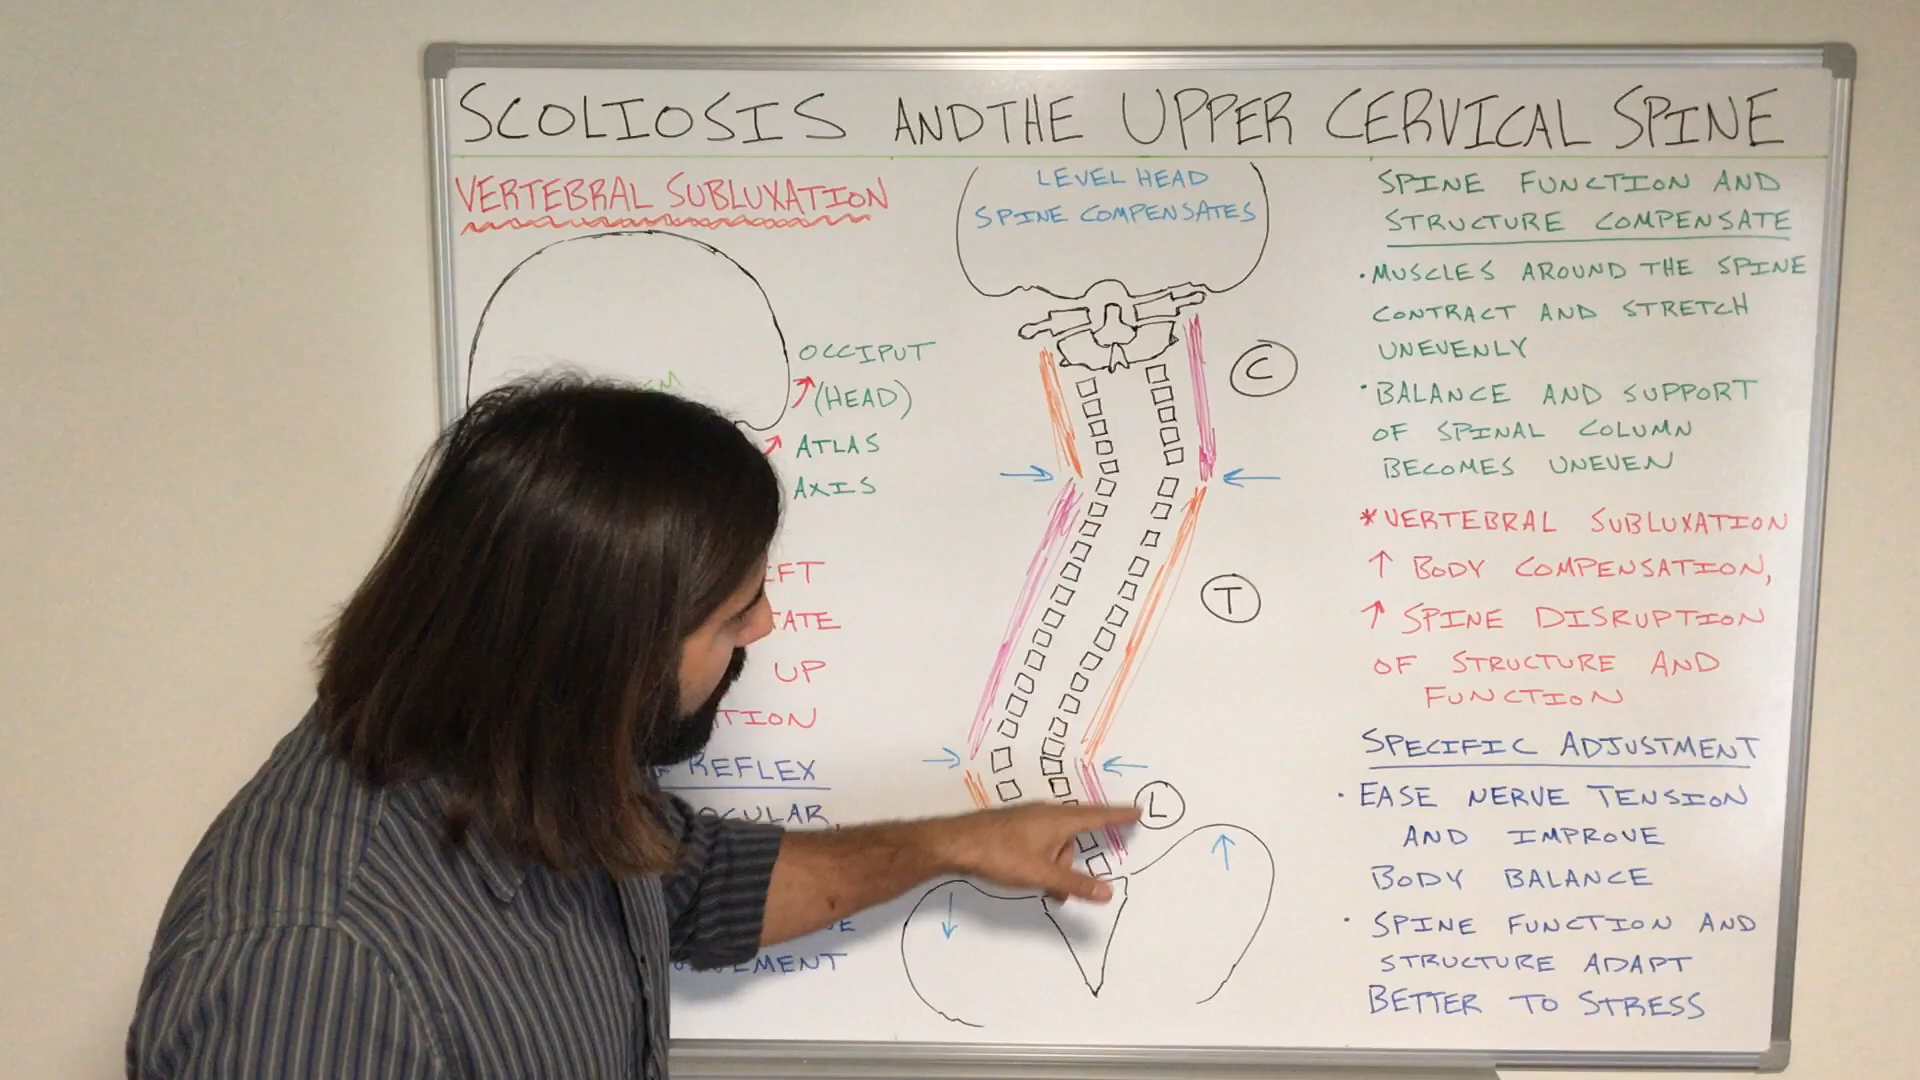 SCOLIOSIS AND THE UPPER CERVICAL SPINE
VERTEBRAL SUBLUXATION
OCCIPUT
(HEAD)
ATLAS
AXIS
UP
REFLEX
LEVEL HEAD
SPINE COMPENSATES
C
T
L
SPINE FUNCTION AND
STRUCTURE COMPENSATE
• MUSCLES AROUND THE SPINE
CONTRACT AND STRETCH
UNEVENLY
• BALANCE AND SUPPORT
OF SPINAL COLUMN
BECOMES UNEVEN
* VERTEBRAL SUBLUXATION
↑ BODY COMPENSATION,
↑ SPINE DISRUPTION
OF STRUCTURE AND
FUNCTION
SPECIFIC ADJUSTMENT
• EASE NERVE TENSION
AND IMPROVE
BODY BALANCE
• SPINE FUNCTION AND
STRUCTURE ADAPT
BETTER TO STRESS